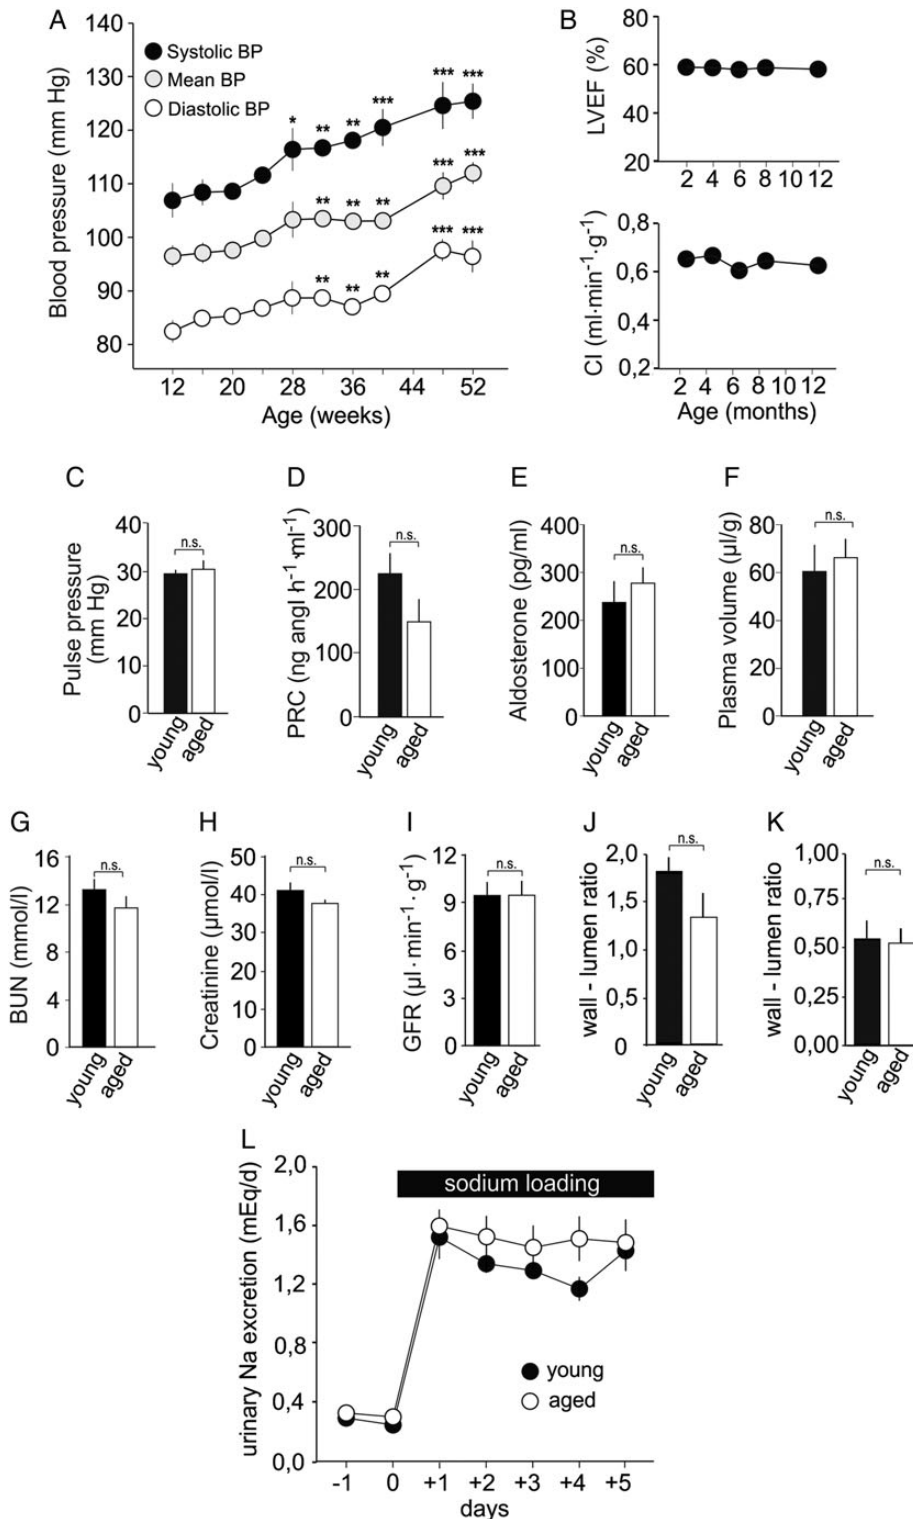 A
140
130
120
110
100
90
80
Blood pressure (mm Hg)
Systolic BP
Mean BP
Diastolic BP
* ** ** *** *** ***
** ** ** *** ***
** ** ** *** ***
12 20 28 36 44 52
Age (weeks)
B
80
60
40
20
LVEF (%)
2 4 6 8 10 12
0,8
0,6
0,4
0,2
CI (ml·min-1·g-1)
2 4 6 8 10 12
Age (months)
C
40
30
20
10
0
Pulse pressure
(mm Hg)
n.s.
young
aged
D
300
200
100
0
PRC (ng angI h-1·ml-1)
n.s.
young
aged
E
400
300
200
100
0
Aldosterone (pg/ml)
n.s.
young
aged
F
80
60
40
20
0
Plasma volume (µl/g)
n.s.
young
aged
G
16
12
8
4
0
BUN (mmol/l)
n.s.
young
aged
H
50
40
30
20
10
0
Creatinine (µmol/l)
n.s.
young
aged
I
12
9
6
3
0
GFR (µl·min-1·g-1)
n.s.
young
aged
J
2,0
1,5
1,0
0,5
0
wall - lumen ratio
n.s.
young
aged
K
1,00
0,75
0,50
0,25
0,00
wall - lumen ratio
n.s.
young
aged
L
2,0
1,6
1,2
0,8
0,4
0,0
urinary Na excretion (mEq/d)
sodium loading
young
aged
-1 0 +1 +2 +3 +4 +5
days